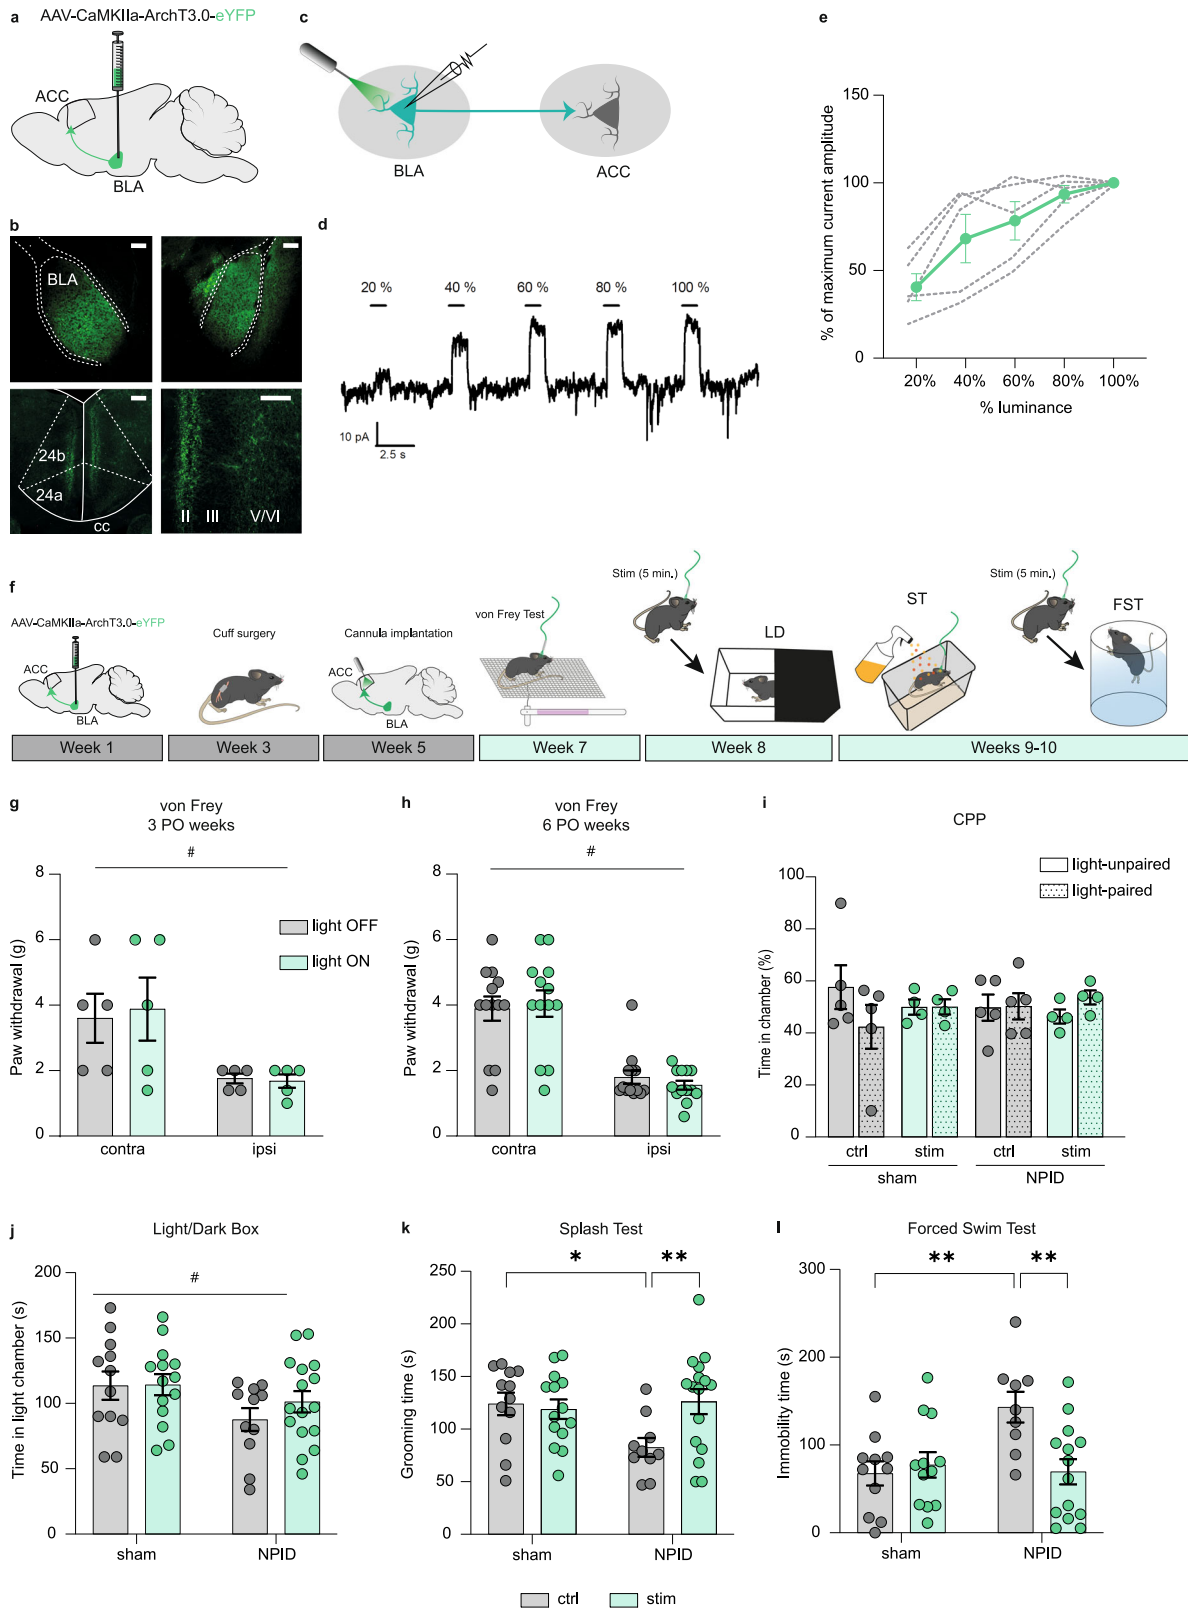 a
AAV-CaMKIIa-ArchT3.0-eYFP
ACC
BLA
c
BLA
ACC
e
150
100
50
0
% of maximum current amplitude
20%
40%
60%
80%
100%
% luminance
b
BLA
24b
24a
cc
II
III
V/VI
d
20 %
40 %
60 %
80 %
100 %
10 pA
2.5 s
f
AAV-CaMKIIa-ArchT3.0-eYFP
ACC
BLA
Week 1
Cuff surgery
Week 3
Cannula implantation
ACC
BLA
Week 5
von Frey Test
Week 7
Stim (5 min.)
LD
Week 8
ST
Stim (5 min.)
FST
Weeks 9-10
g
von Frey
3 PO weeks
#
8
6
4
2
0
Paw withdrawal (g)
light OFF
light ON
contra
ipsi
h
von Frey
6 PO weeks
#
8
6
4
2
0
Paw withdrawal (g)
contra
ipsi
i
CPP
light-unpaired
light-paired
100
80
60
40
20
0
Time in chamber (%)
ctrl
stim
ctrl
stim
sham
NPID
j
Light/Dark Box
#
200
150
100
50
0
Time in light chamber (s)
sham
NPID
k
Splash Test
*
**
250
200
150
100
50
0
Grooming time (s)
sham
NPID
l
Forced Swim Test
**
**
300
200
100
0
Immobility time (s)
sham
NPID
ctrl
stim